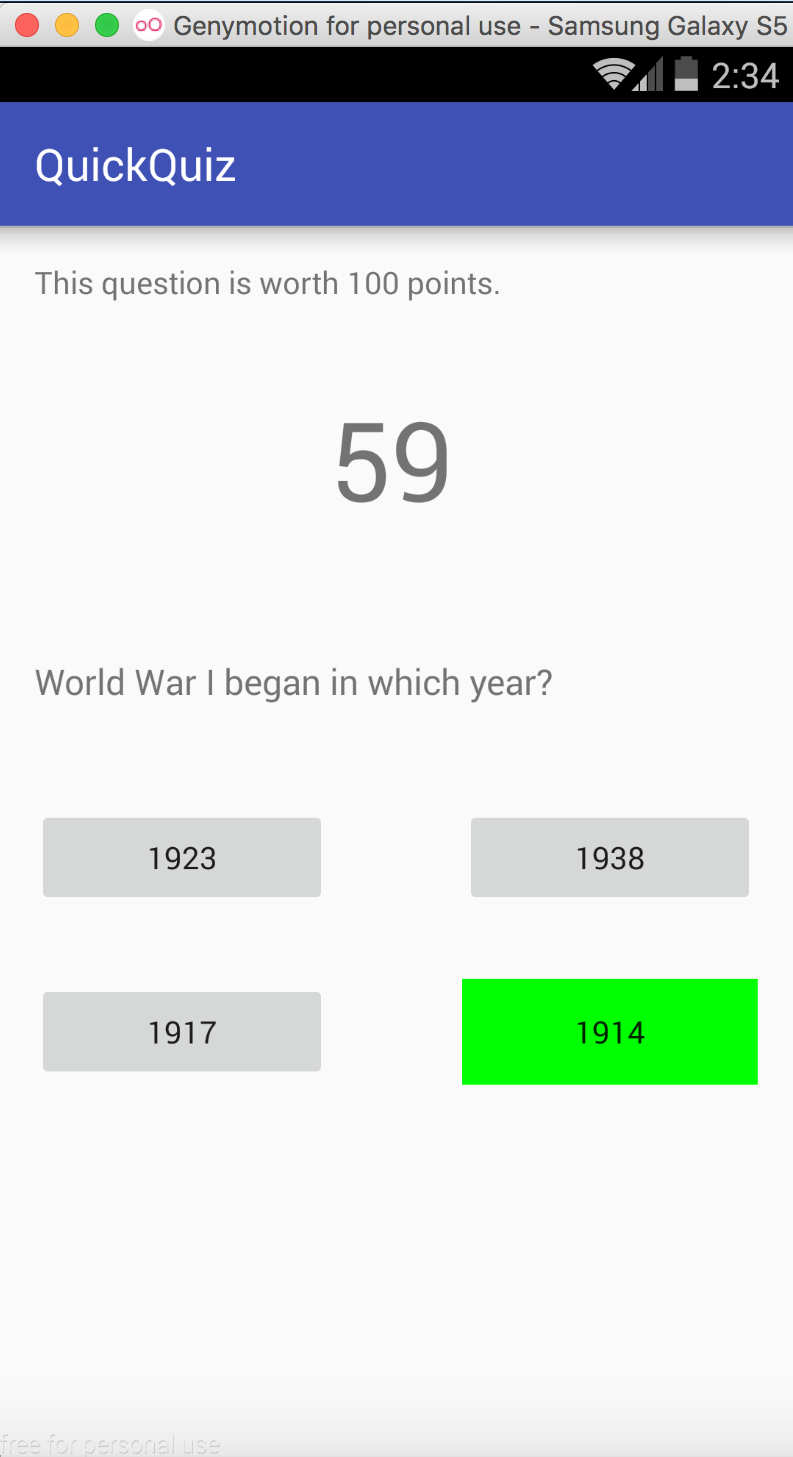 Genymotion for personal use - Samsung Galaxy S5
2:34
QuickQuiz
This question is worth 100 points.
59
World War I began in which year?
1923 1938
1917 1914
free for personal use